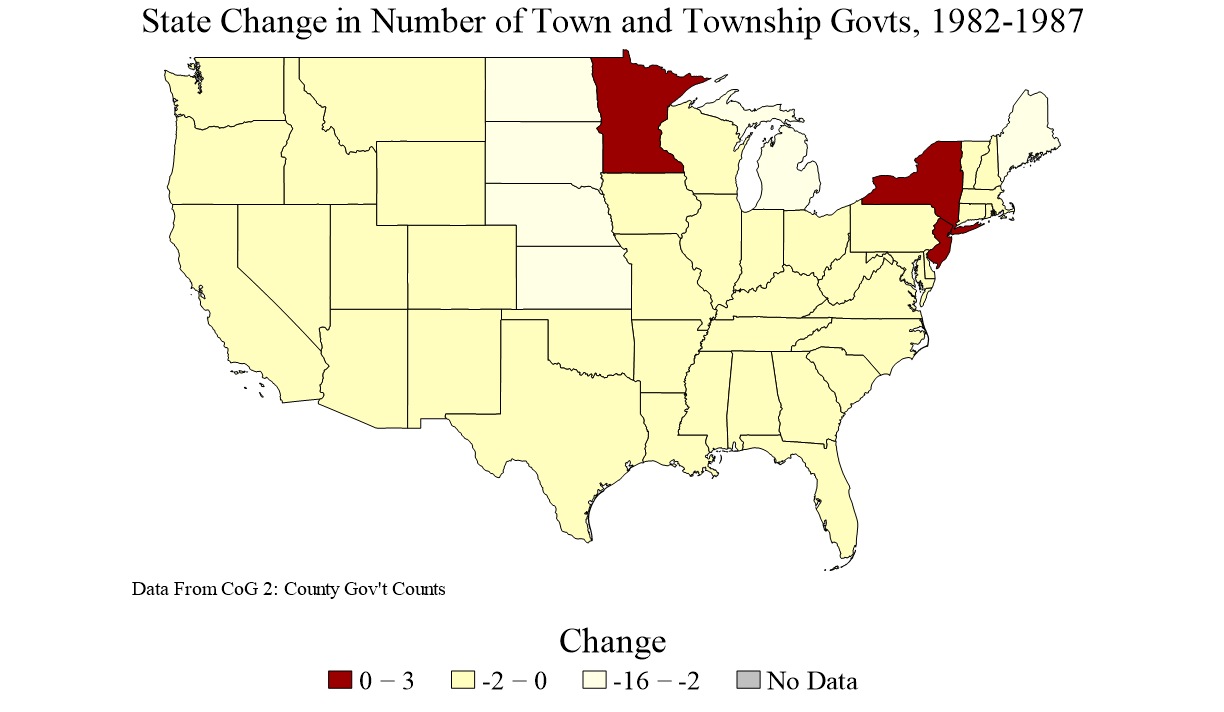 State Change in Number of Town and Township Govts, 1982-1987
Data From CoG 2: County Gov't Counts
Change
0 − 3 -2 − 0 -16 − -2 No Data